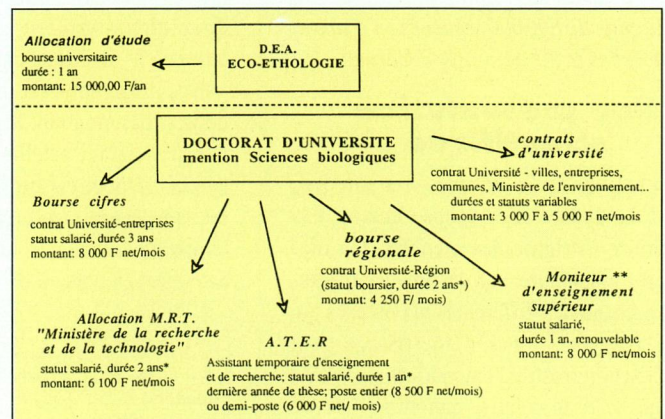 Allocation d'étude
bourse universitaire
durée : 1 an
montant: 15 000,00 F/an
D.E.A.
ECO-ETHOLOGIE
DOCTORAT D'UNIVERSITE
mention Sciences biologiques
contrats
d'université
contrat Université - villes, entreprises,
communes, Ministère de l'environnement...
durées et statuts variables
montant: 3 000 F à 5 000 F net/mois
Bourse cifres
contrat Université-entreprises
statut salarié, durée 3 ans
montant: 8 000 F net/mois
bourse
régionale
contrat Université-Région
(statut boursier, durée 2 ans*)
montant: 4 250 F/ mois)
Moniteur **
d'enseignement
supérieur
statut salarié,
durée 1 an, renouvelable
montant: 8 000 F net/mois
Allocation M.R.T.
"Ministère de la recherche
et de la technologie"
statut salarié, durée 2 ans*
montant: 6 100 F net/mois
A.T.E.R
Assistant temporaire d'enseignement
et de recherche; statut salarié, durée 1 an*
dernière année de thèse; poste entier (8 500 F net/mois)
ou demi-poste (6 000 F net/ mois)